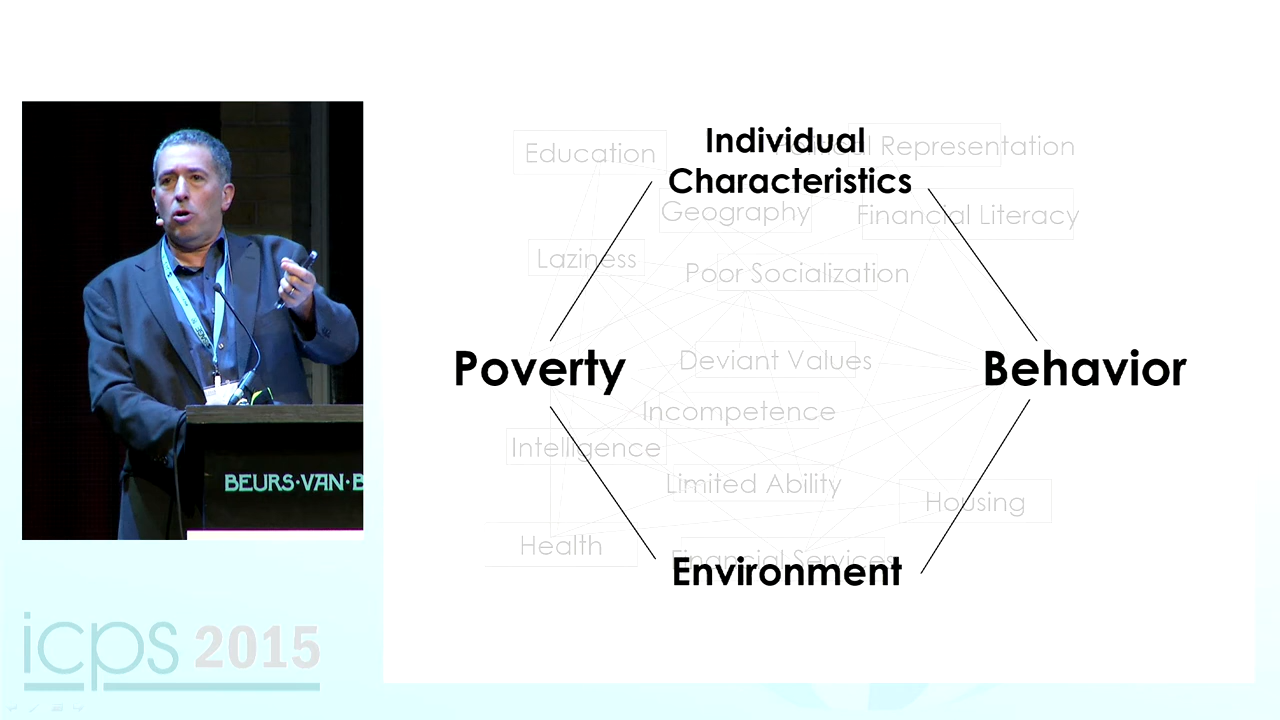 Individual
Characteristics
Education
Political Representation
Geography
Financial Literacy
Laziness
Poor Socialization
Poverty
Deviant Values
Behavior
Incompetence
Intelligence
Limited Ability
Housing
Health
Financial Services
Environment
BEURS·VAN·B
icps 2015